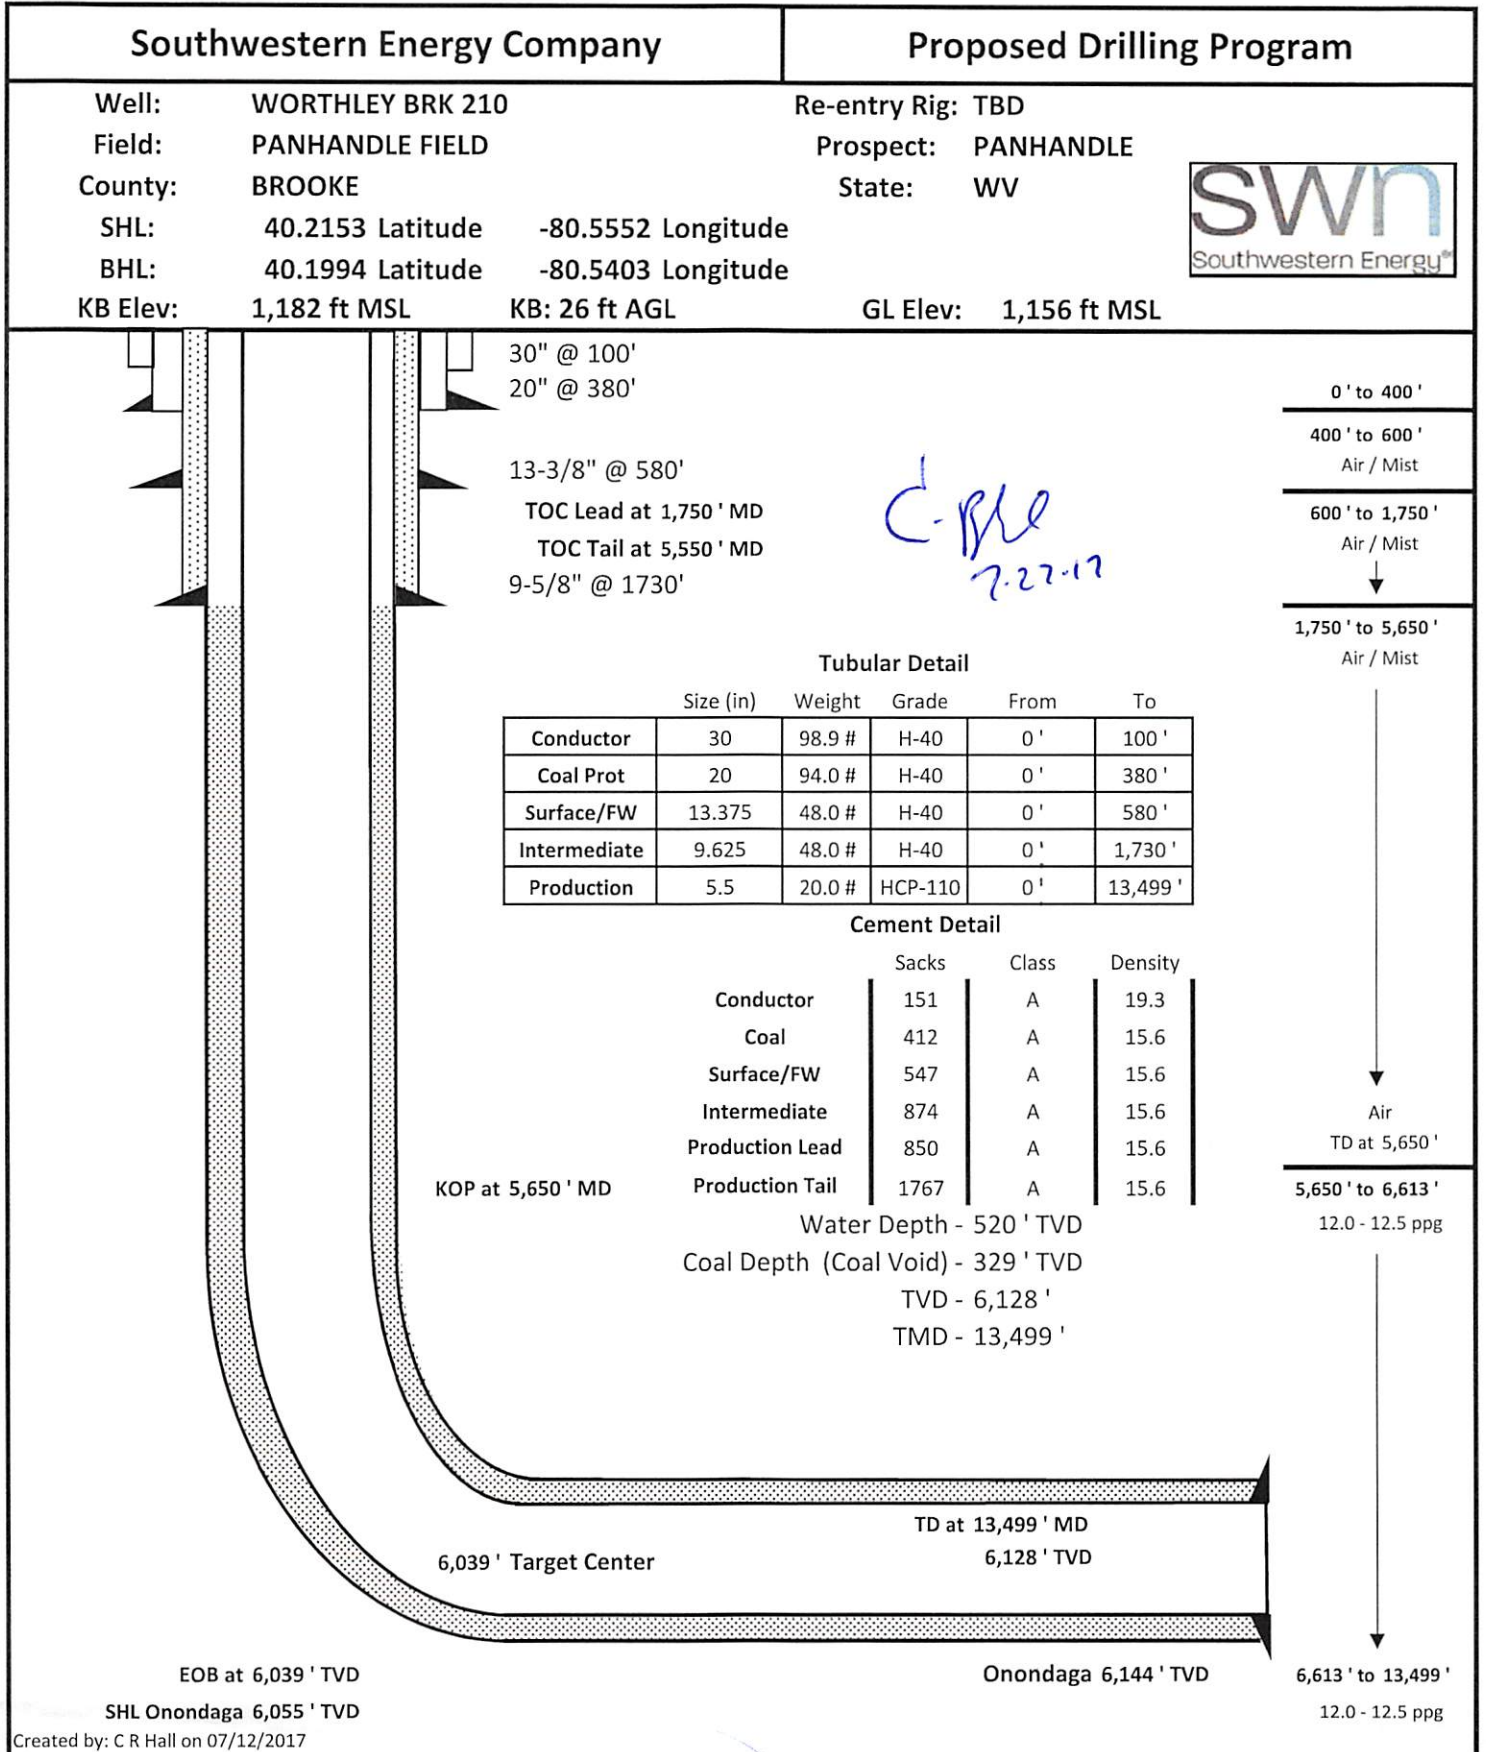 Southwestern Energy Company Proposed Drilling Program
Well: WORTHLEY BRK 210 Re-entry Rig: TBD
Field: PANHANDLE FIELD Prospect: PANHANDLE
County: BROOKE State: WV
SHL: 40.2153 Latitude -80.5552 Longitude
BHL: 40.1994 Latitude -80.5403 Longitude
KB Elev: 1,182 ft MSL KB: 26 ft AGL GL Elev: 1,156 ft MSL
swn
Southwestern Energy®
30" @ 100'
20" @ 380'
13-3/8" @ 580'
TOC Lead at 1,750 ' MD
TOC Tail at 5,550 ' MD
9-5/8" @ 1730'
7-27-17
0 ' to 400 '
400 ' to 600 '
Air / Mist
600 ' to 1,750 '
Air / Mist
1,750 ' to 5,650 '
Air / Mist
Tubular Detail
Size (in) Weight Grade From To
Conductor 30 98.9 # H-40 0 ' 100 '
Coal Prot 20 94.0 # H-40 0 ' 380 '
Surface/FW 13.375 48.0 # H-40 0 ' 580 '
Intermediate 9.625 48.0 # H-40 0 ' 1,730 '
Production 5.5 20.0 # HCP-110 0 ' 13,499 '
Cement Detail
Sacks Class Density
Conductor 151 A 19.3
Coal 412 A 15.6
Surface/FW 547 A 15.6
Intermediate 874 A 15.6
Production Lead 850 A 15.6
Production Tail 1767 A 15.6
Air
TD at 5,650 '
KOP at 5,650 ' MD
5,650 ' to 6,613 '
12.0 - 12.5 ppg
Water Depth - 520 ' TVD
Coal Depth (Coal Void) - 329 ' TVD
TVD - 6,128 '
TMD - 13,499 '
TD at 13,499 ' MD
6,128 ' TVD
6,039 ' Target Center
EOB at 6,039 ' TVD
Onondaga 6,144 ' TVD
6,613 ' to 13,499 '
SHL Onondaga 6,055 ' TVD
12.0 - 12.5 ppg
Created by: C R Hall on 07/12/2017